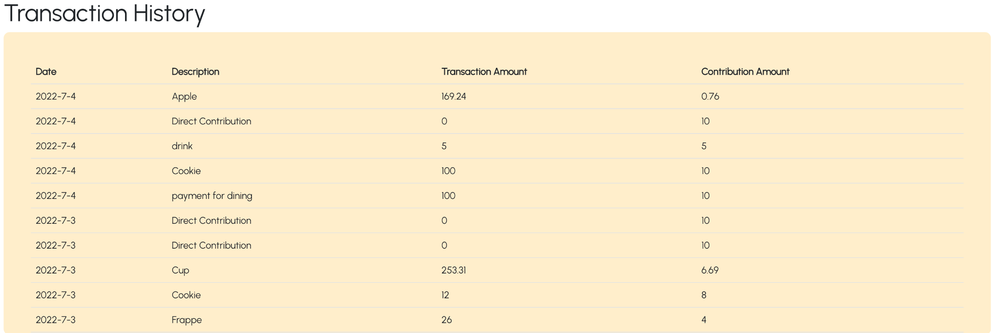 Transaction History
Date Description Transaction Amount Contribution Amount
2022-7-4 Apple 169.24 0.76
2022-7-4 Direct Contribution 0 10
2022-7-4 drink 5 5
2022-7-4 Cookie 100 10
2022-7-4 payment for dining 100 10
2022-7-3 Direct Contribution 0 10
2022-7-3 Direct Contribution 0 10
2022-7-3 Cup 253.31 6.69
2022-7-3 Cookie 12 8
2022-7-3 Frappe 26 4